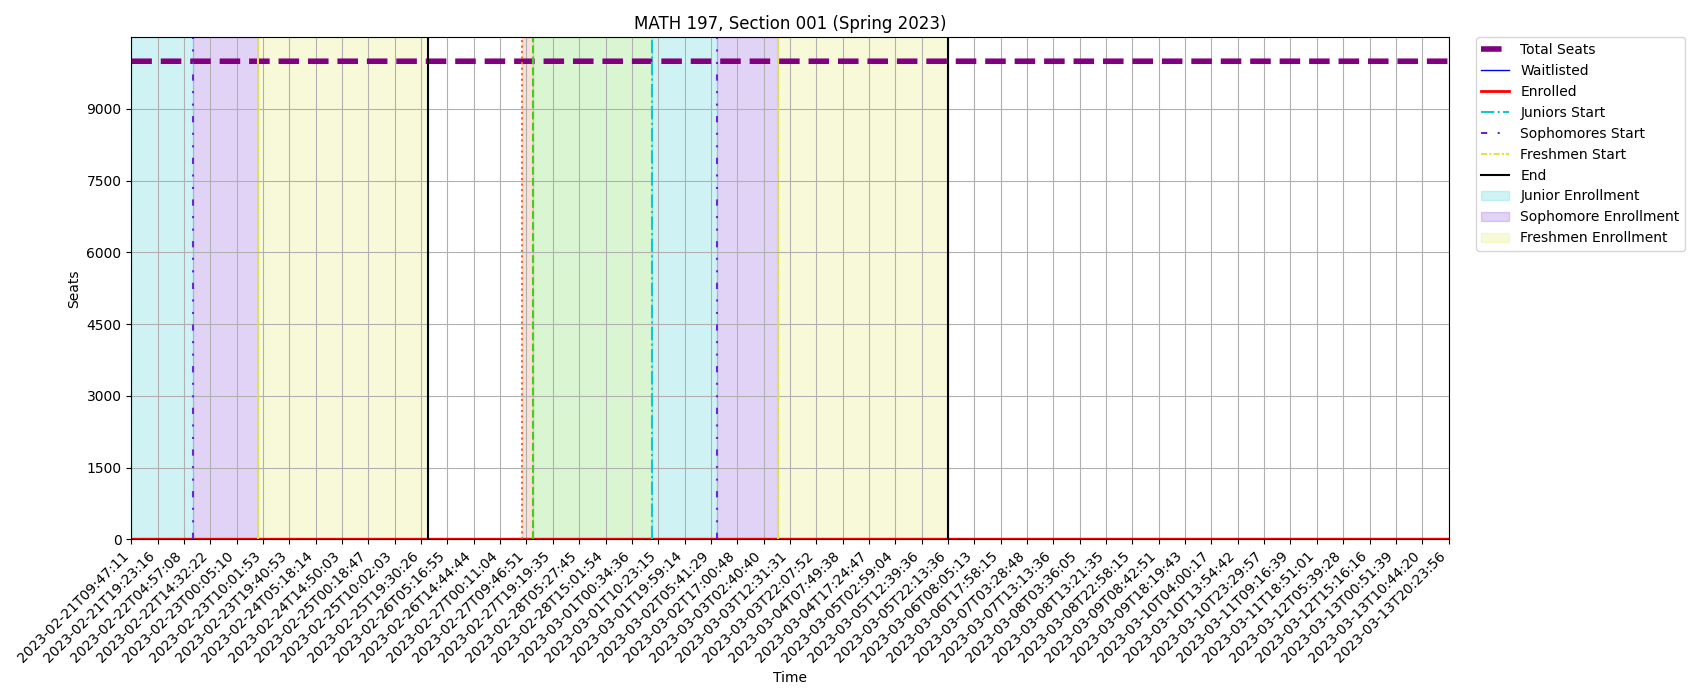 MATH 197, Section 001 (Spring 2023)
Total Seats
Waitlisted
Enrolled
Juniors Start
Sophomores Start
Freshmen Start
End
Junior Enrollment
Sophomore Enrollment
Freshmen Enrollment
Seats
9000
7500
6000
4500
3000
1500
0
2023-02-21T09:47:11
2023-02-21T19:23:16
2023-02-22T04:57:08
2023-02-22T14:32:22
2023-02-23T00:05:10
2023-02-23T10:01:53
2023-02-23T19:40:53
2023-02-24T05:18:14
2023-02-24T14:50:03
2023-02-25T00:18:47
2023-02-25T10:02:03
2023-02-25T19:30:26
2023-02-26T05:16:55
2023-02-26T14:44:44
2023-02-27T00:11:04
2023-02-27T09:46:51
2023-02-27T19:19:35
2023-02-28T05:27:45
2023-02-28T15:01:54
2023-03-01T00:34:36
2023-03-01T10:23:15
2023-03-01T19:59:14
2023-03-02T05:41:29
2023-03-02T17:00:48
2023-03-03T02:40:40
2023-03-03T12:31:31
2023-03-03T22:07:52
2023-03-04T07:49:38
2023-03-04T17:24:47
2023-03-05T02:59:04
2023-03-05T12:39:36
2023-03-05T22:13:36
2023-03-06T08:05:13
2023-03-06T17:58:15
2023-03-07T03:28:48
2023-03-07T13:13:36
2023-03-08T03:36:05
2023-03-08T13:21:35
2023-03-08T22:58:15
2023-03-09T08:42:51
2023-03-09T18:19:43
2023-03-10T04:00:17
2023-03-10T13:54:42
2023-03-10T23:29:57
2023-03-11T09:16:39
2023-03-11T18:51:01
2023-03-12T05:39:28
2023-03-12T15:16:16
2023-03-13T00:51:39
2023-03-13T10:44:20
2023-03-13T20:23:56
Time